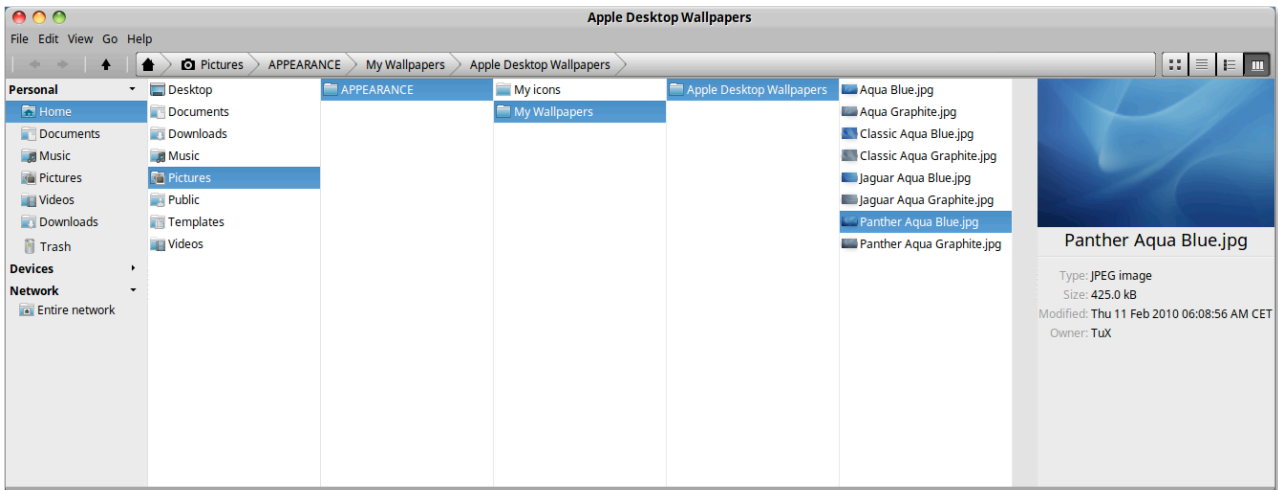 Apple Desktop Wallpapers
File Edit View Go Help
Pictures APPEARANCE My Wallpapers Apple Desktop Wallpapers
Personal
Home
Documents
Music
Pictures
Videos
Downloads
Trash
Devices
Network
Entire network
Desktop
Documents
Downloads
Music
Pictures
Public
Templates
Videos
APPEARANCE
My icons
My Wallpapers
Apple Desktop Wallpapers
Aqua Blue.jpg
Aqua Graphite.jpg
Classic Aqua Blue.jpg
Classic Aqua Graphite.jpg
Jaguar Aqua Blue.jpg
Jaguar Aqua Graphite.jpg
Panther Aqua Blue.jpg
Panther Aqua Graphite.jpg
Panther Aqua Blue.jpg
Type: JPEG image
Size: 425.0 kB
Modified: Thu 11 Feb 2010 06:08:56 AM CET
Owner: TuX